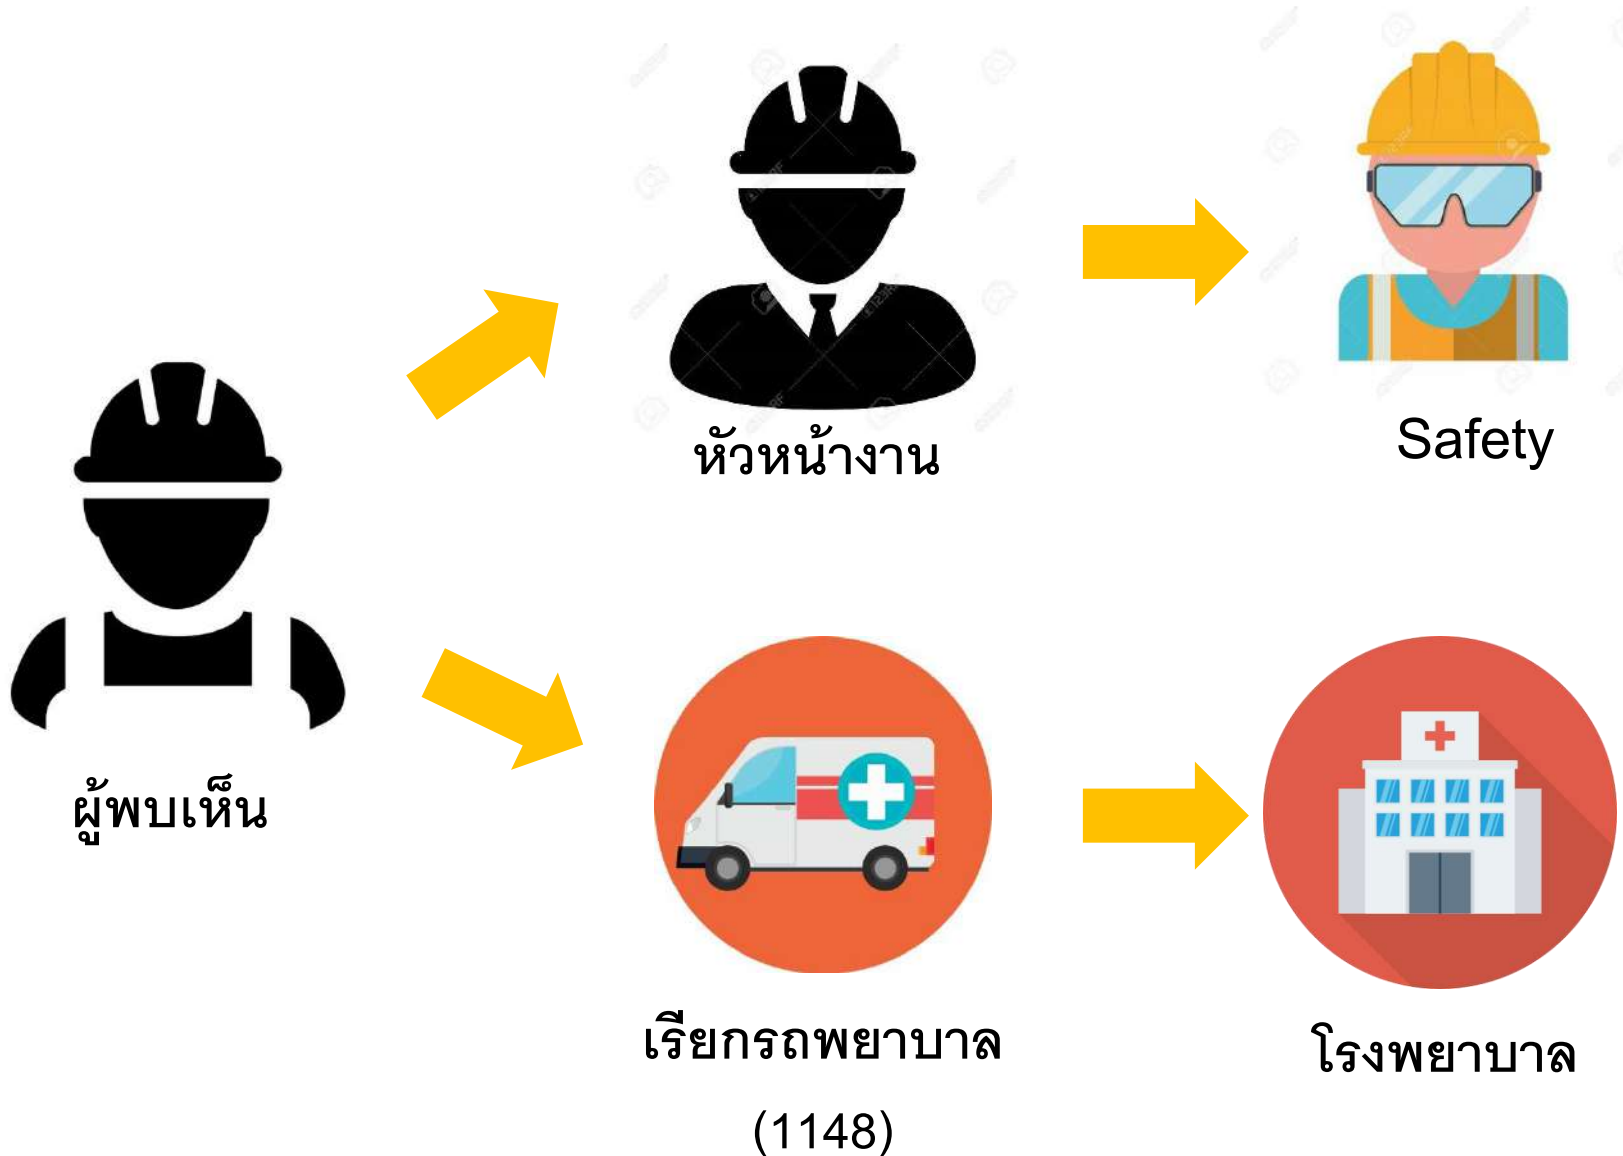 หัวหน้างาน
Safety
ผู้พบเห็น
เรียกรถพยาบาล
(1148)
โรงพยาบาล